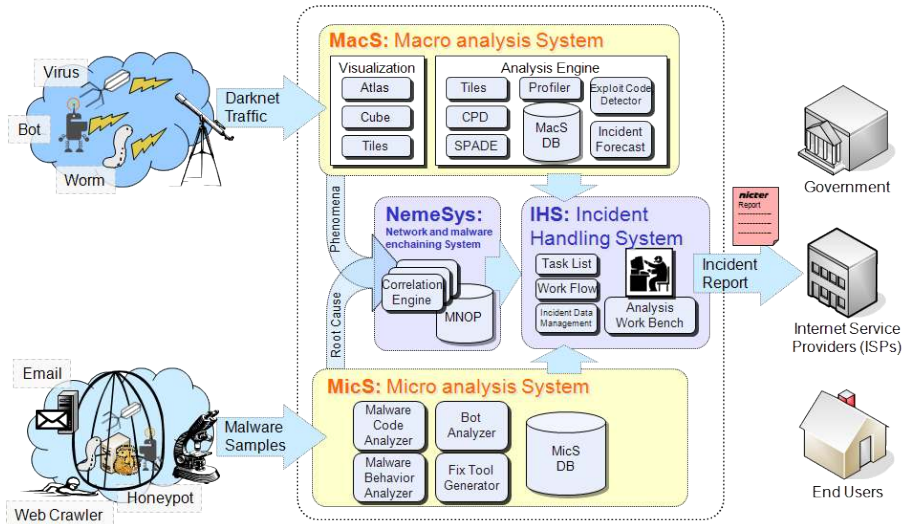 Virus
Bot
Worm
Darknet
Traffic
MacS: Macro analysis System
Visualization
Atlas
Cube
Tiles
Analysis Engine
Tiles
CPD
SPADE
Profiler
MacS
DB
Exploit Code
Detector
Incident
Forecast
Phenomena
Root Cause
NemeSys:
Network and malware
enchaining System
Correlation
Engine
MNOP
IHS: Incident
Handling System
Task List
Work Flow
Incident Data
Management
Analysis
Work Bench
nicter
Report
Incident
Report
Government
Internet Service
Providers (ISPs)
End Users
Email
Honeypot
Web Crawler
Malware
Samples
MicS: Micro analysis System
Malware
Code
Analyzer
Bot
Analyzer
Malware
Behavior
Analyzer
Fix Tool
Generator
MicS
DB